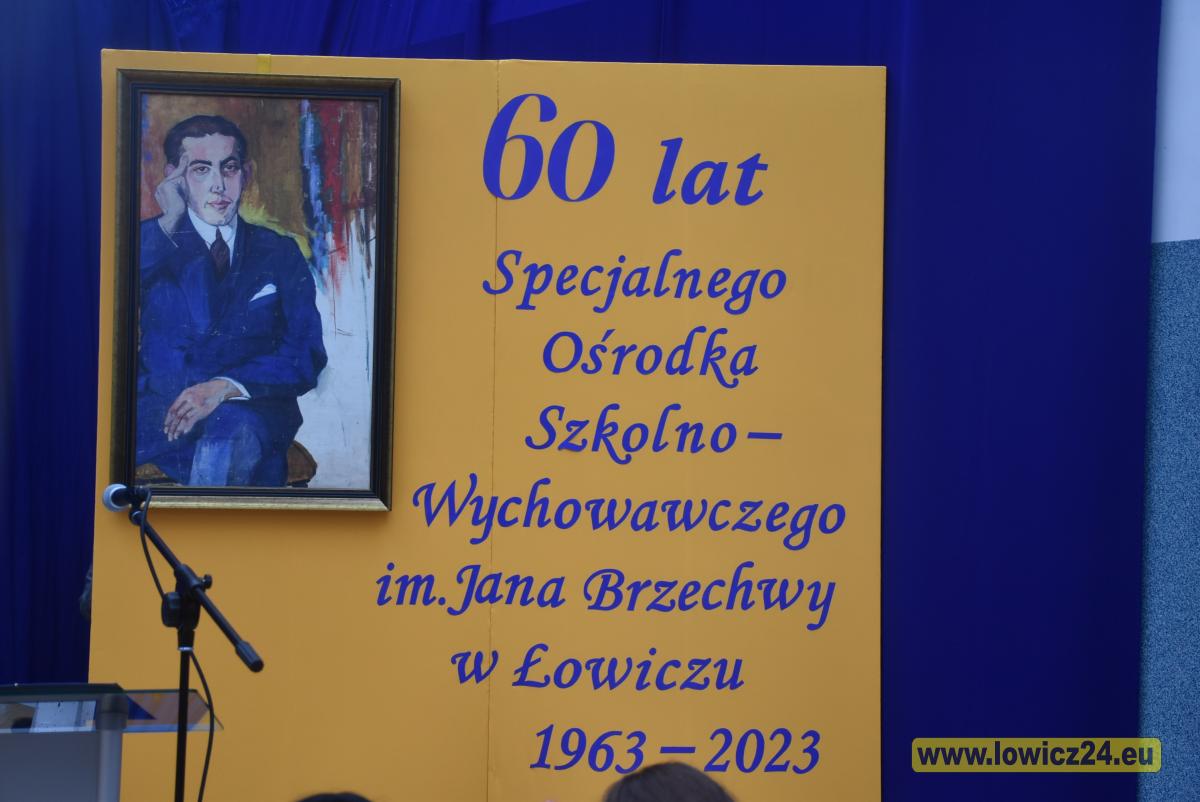 60 lat
Specjalnego
Ośrodka
Szkolno–
Wychowawczego
im. Jana Brzechwy
w Łowiczu
1963–2023
www.lowicz24.eu